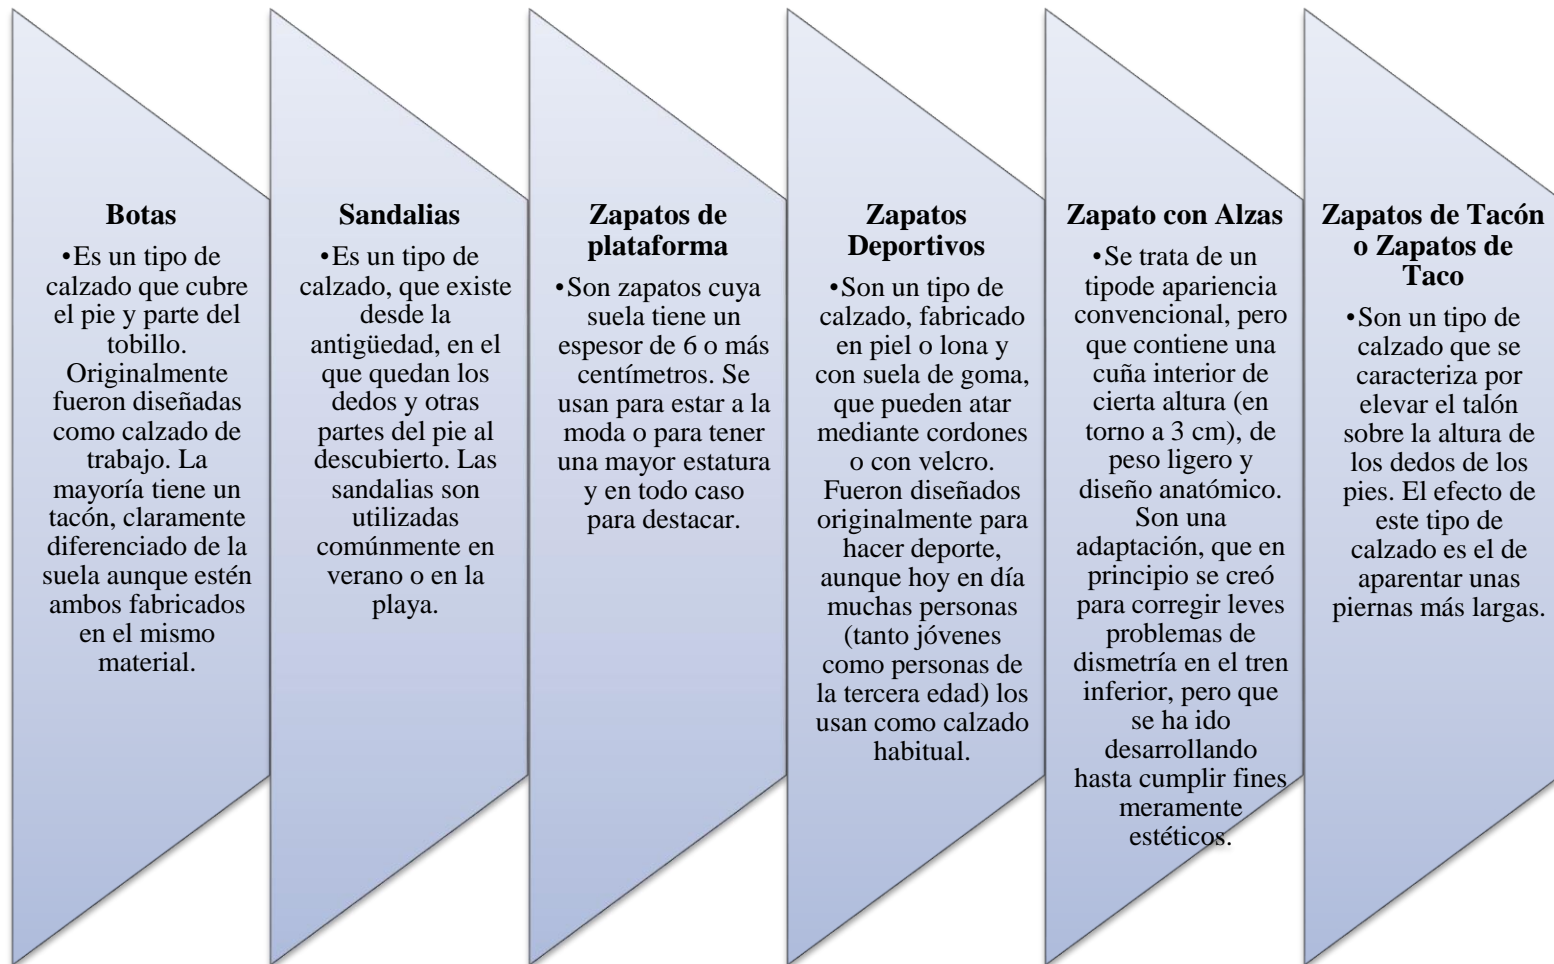 Botas
•Es un tipo de
calzado que cubre
el pie y parte del
tobillo.
Originalmente
fueron diseñadas
como calzado de
trabajo. La
mayoría tiene un
tacón, claramente
diferenciado de la
suela aunque estén
ambos fabricados
en el mismo
material.
Sandalias
•Es un tipo de
calzado, que existe
desde la
antigüedad, en el
que quedan los
dedos y otras
partes del pie al
descubierto. Las
sandalias son
utilizadas
comúnmente en
verano o en la
playa.
Zapatos de
plataforma
•Son zapatos cuya
suela tiene un
espesor de 6 o más
centímetros. Se
usan para estar a la
moda o para tener
una mayor estatura
y en todo caso
para destacar.
Zapatos
Deportivos
•Son un tipo de
calzado, fabricado
en piel o lona y
con suela de goma,
que pueden atar
mediante cordones
o con velcro.
Fueron diseñados
originalmente para
hacer deporte,
aunque hoy en día
muchas personas
(tanto jóvenes
como personas de
la tercera edad) los
usan como calzado
habitual.
Zapato con Alzas
•Se trata de un
tipode apariencia
convencional, pero
que contiene una
cuña interior de
cierta altura (en
torno a 3 cm), de
peso ligero y
diseño anatómico.
Son una
adaptación, que en
principio se creó
para corregir leves
problemas de
dismetría en el tren
inferior, pero que
se ha ido
desarrollando
hasta cumplir fines
meramente
estéticos.
Zapatos de Tacón
o Zapatos de
Taco
•Son un tipo de
calzado que se
caracteriza por
elevar el talón
sobre la altura de
los dedos de los
pies. El efecto de
este tipo de
calzado es el de
aparentar unas
piernas más largas.